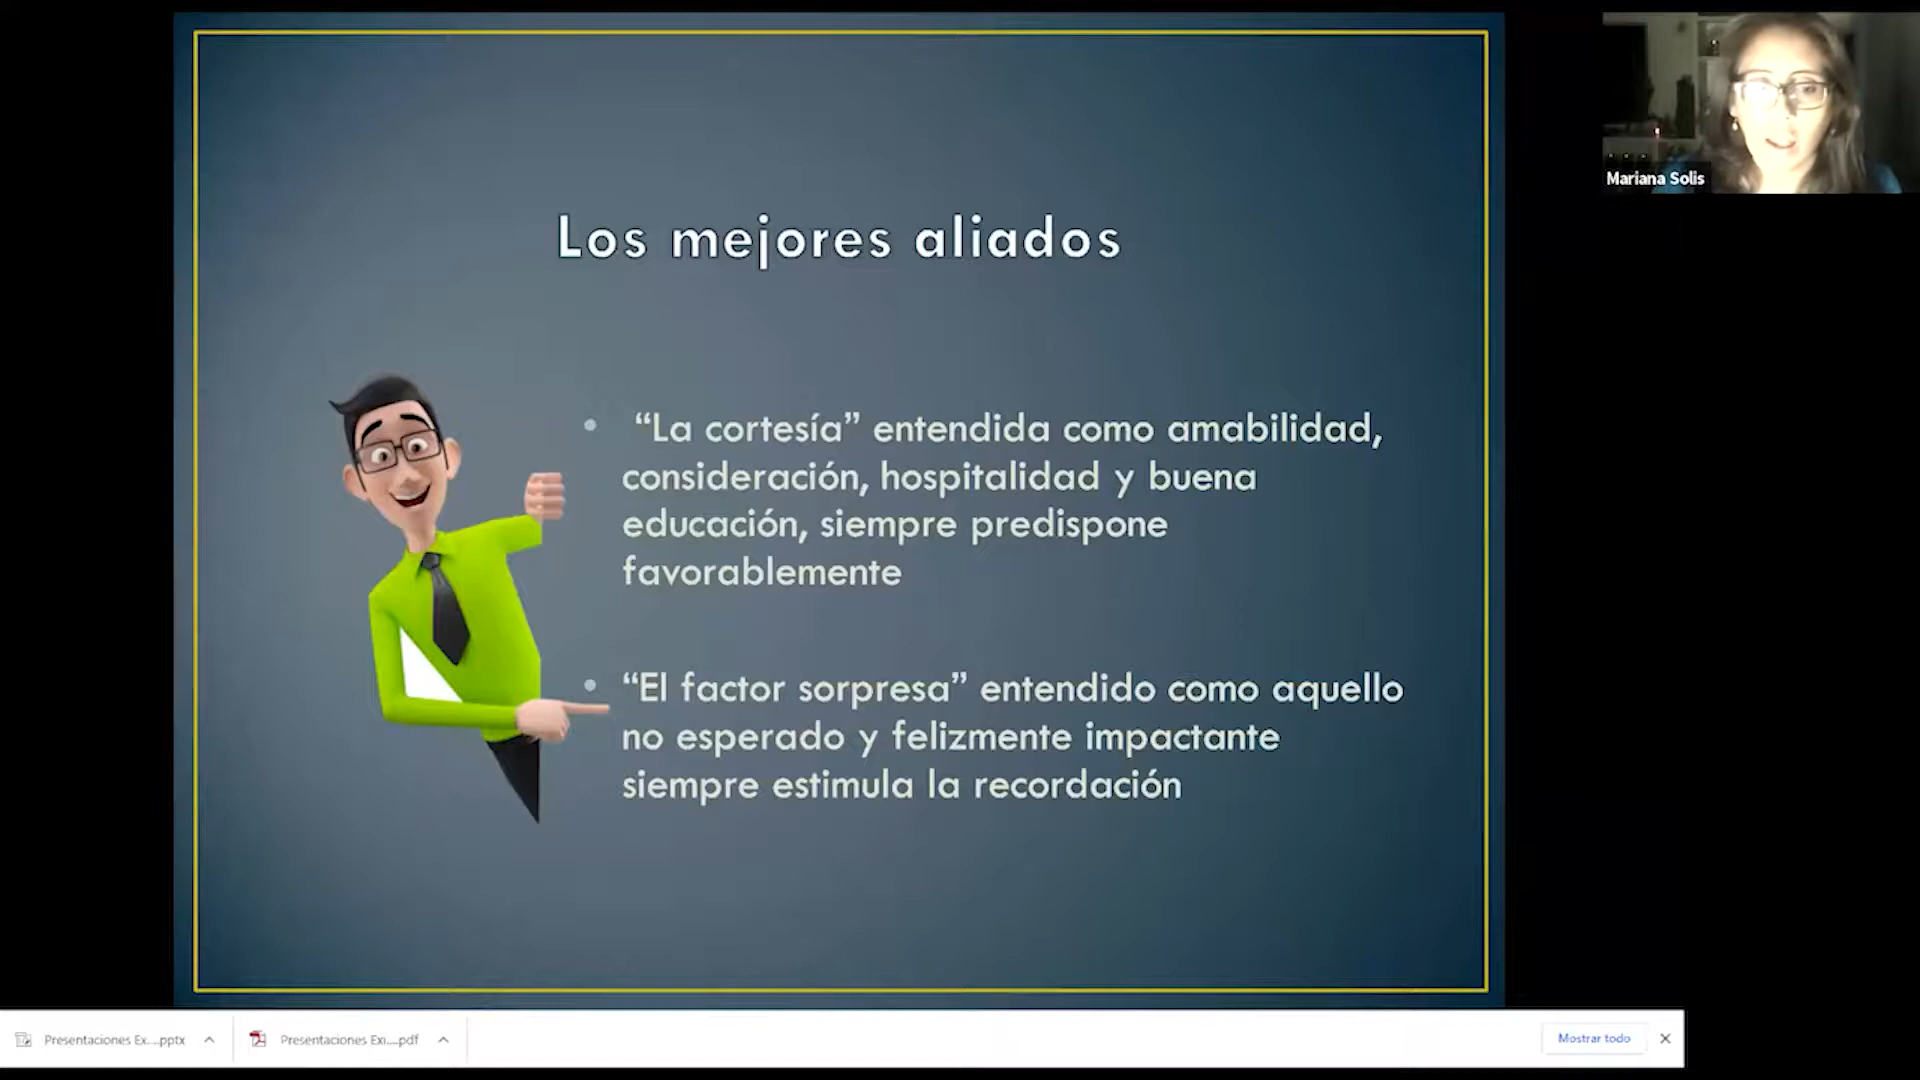 Mariana Solis
Los mejores aliados
• “La cortesía” entendida como amabilidad,
consideración, hospitalidad y buena
educación, siempre predispone
favorablemente
• “El factor sorpresa” entendido como aquello
no esperado y felizmente impactante
siempre estimula la recordación
Presentaciones Ex....pptx
Presentaciones Exi....pdf
Mostrar todo